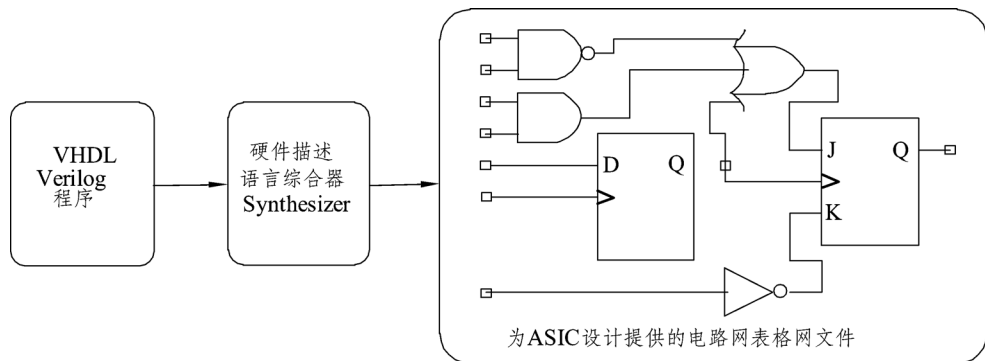 VHDL
Verilog
程序
硬件描述
语言综合器
Synthesizer
D Q
J Q
K
为ASIC设计提供的电路网表格网文件